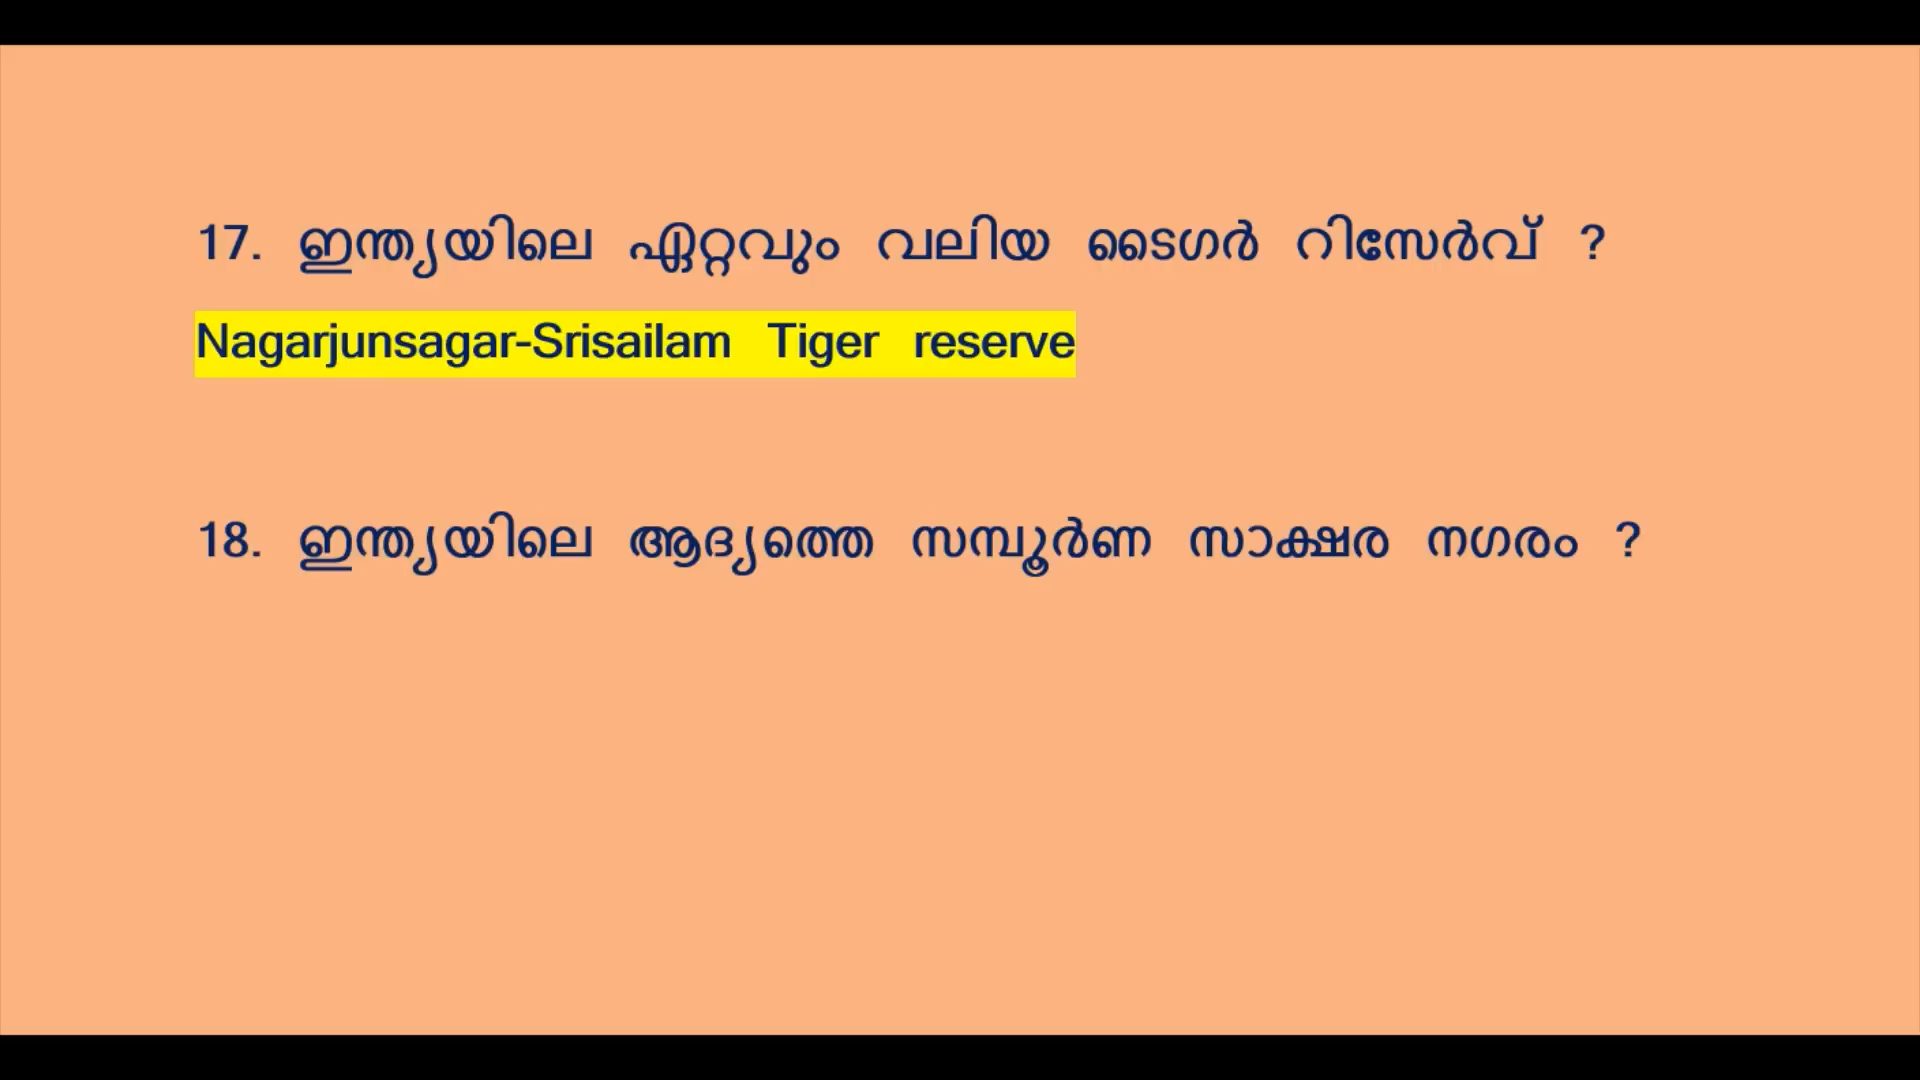 17. ഇന്ത്യയിലെ ഏറ്റവും വലിയ ടൈഗർ റിസേർവ് ?
Nagarjunsagar-Srisailam Tiger reserve
18. ഇന്ത്യയിലെ ആദ്യത്തെ സമ്പൂർണ സാക്ഷര നഗരം ?